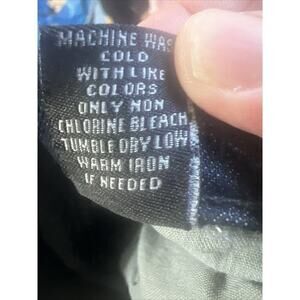 MACHINE WAS
COLD
WITH LIKE
COLORS
ONLY NON
CHLORINE BLEACH
TUMBLE DRY LOW
WARM IRON
IF NEEDED